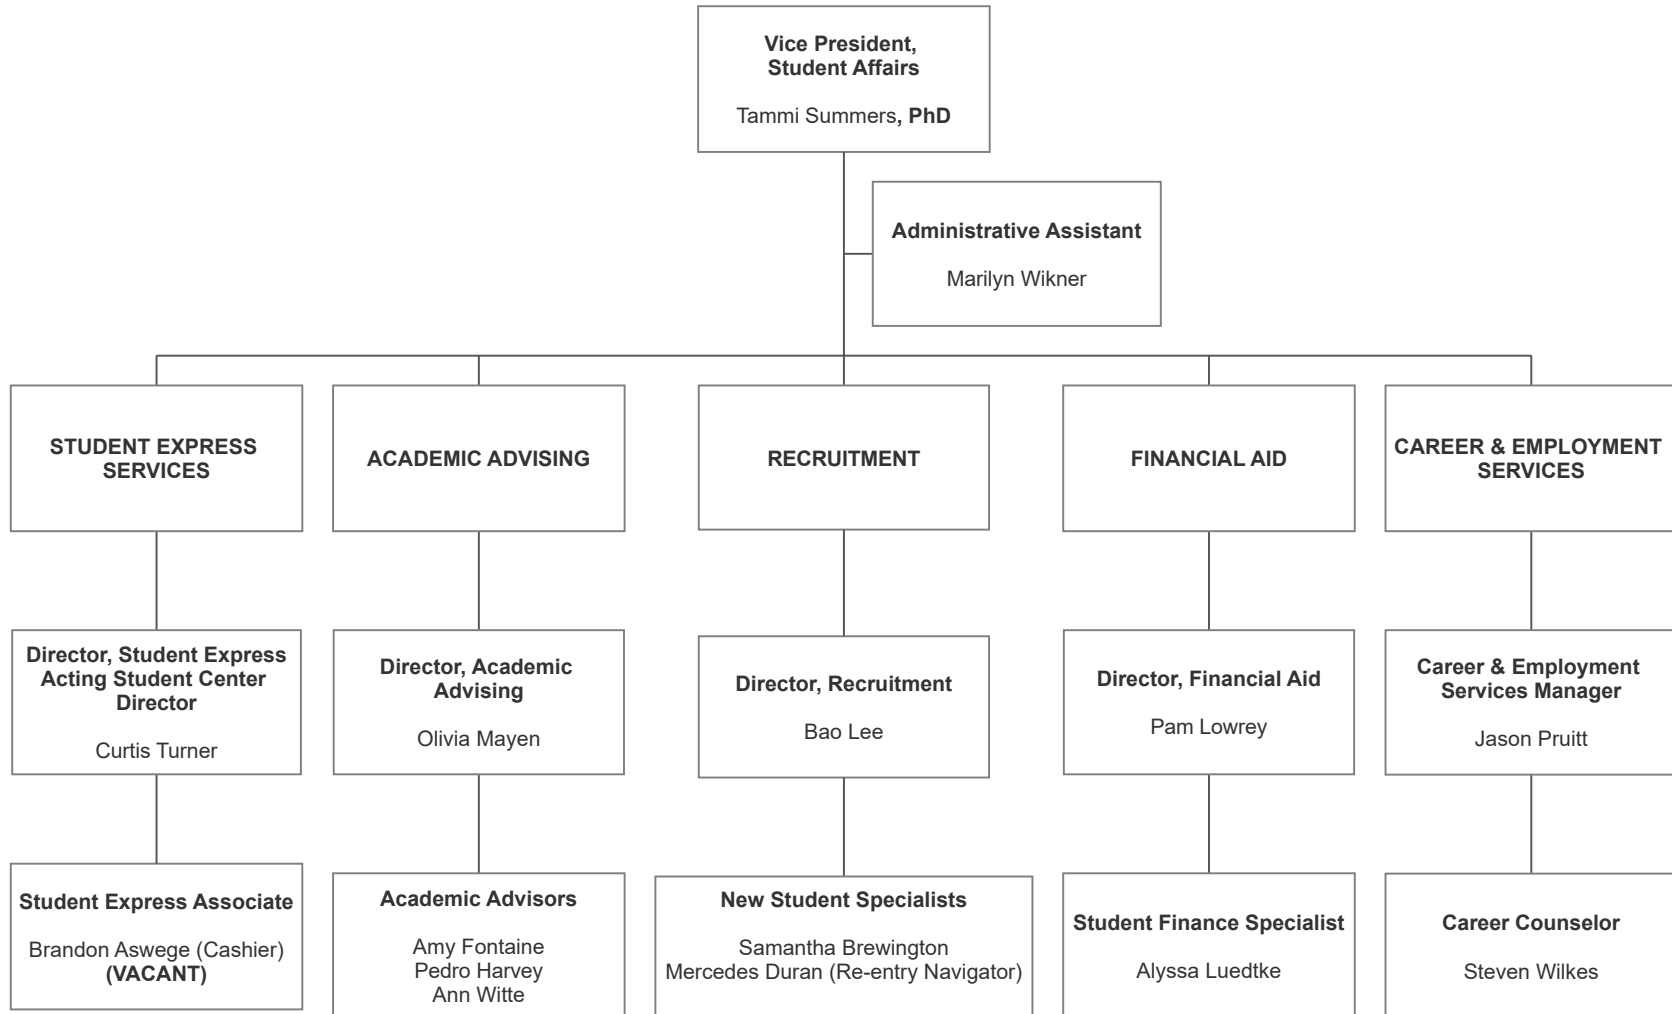 Vice President,
Student Affairs
Tammi Summers, PhD
Administrative Assistant
Marilyn Wikner
STUDENT EXPRESS
SERVICES
ACADEMIC ADVISING
RECRUITMENT
FINANCIAL AID
CAREER & EMPLOYMENT
SERVICES
Director, Student Express
Acting Student Center
Director
Curtis Turner
Director, Academic
Advising
Olivia Mayen
Director, Recruitment
Bao Lee
Director, Financial Aid
Pam Lowrey
Career & Employment
Services Manager
Jason Pruitt
Student Express Associate
Brandon Aswege (Cashier)
(VACANT)
Academic Advisors
Amy Fontaine
Pedro Harvey
Ann Witte
New Student Specialists
Samantha Brewington
Mercedes Duran (Re-entry Navigator)
Student Finance Specialist
Alyssa Luedtke
Career Counselor
Steven Wilkes